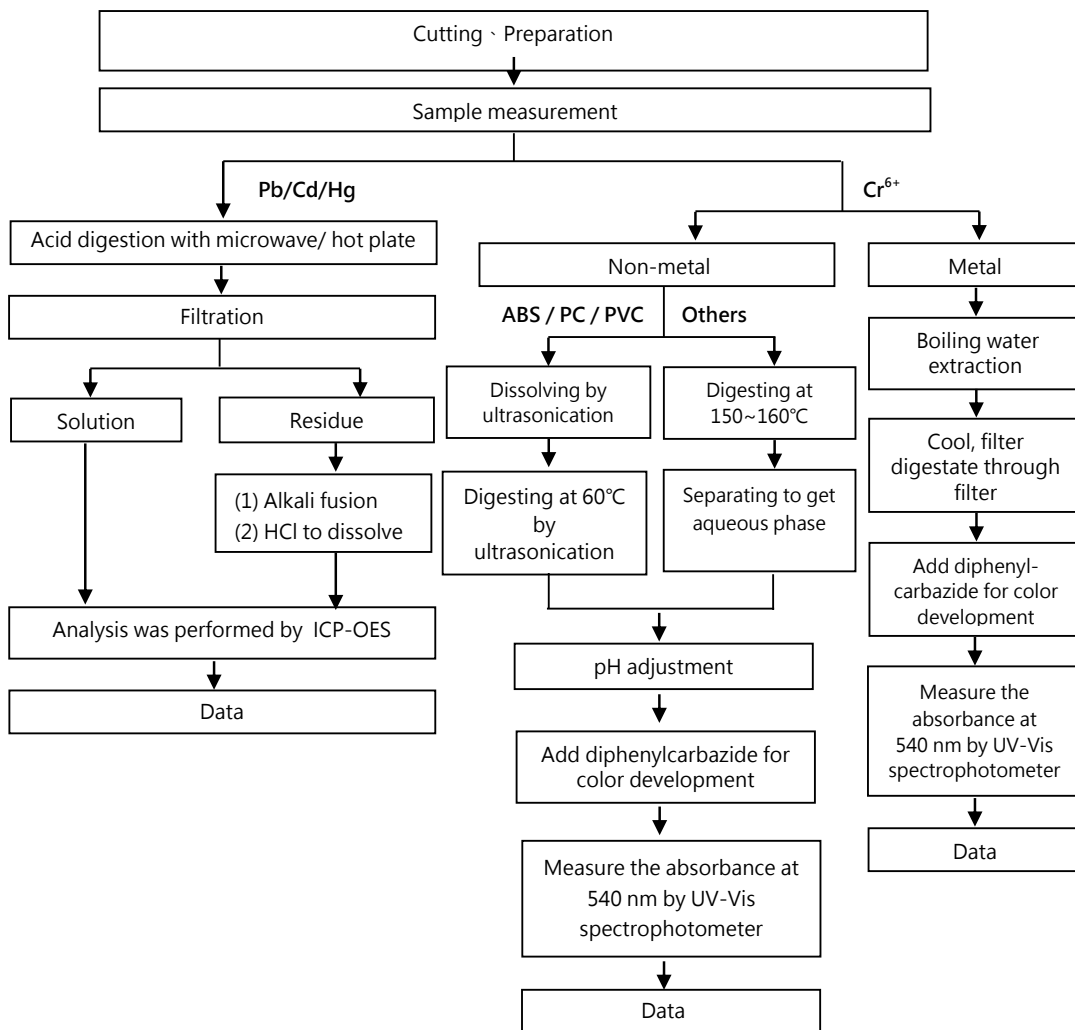 Cutting、Preparation
Sample measurement
Pb/Cd/Hg
Acid digestion with microwave/ hot plate
Filtration
Solution
Residue
(1) Alkali fusion
(2) HCl to dissolve
Analysis was performed by ICP-OES
Data
Cr⁶⁺
Non-metal
ABS / PC / PVC
Others
Dissolving by
ultrasonication
Digesting at
150~160℃
Digesting at 60℃
by
ultrasonication
Separating to get
aqueous phase
pH adjustment
Add diphenylcarbazide for
color development
Measure the absorbance at
540 nm by UV-Vis
spectrophotometer
Data
Metal
Boiling water
extraction
Cool, filter
digestate through
filter
Add diphenyl-
carbazide for color
development
Measure the
absorbance at
540 nm by UV-Vis
spectrophotometer
Data